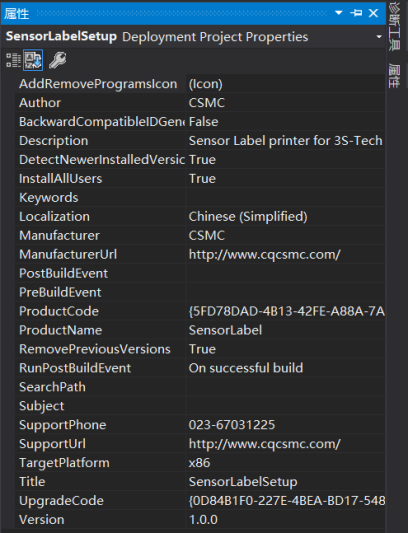 属性
SensorLabelSetup Deployment Project Properties
AddRemoveProgramsIcon (Icon)
Author CSMC
BackwardCompatibleIDGene False
Description Sensor Label printer for 3S-Tech
DetectNewerInstalledVersic True
InstallAllUsers True
Keywords
Localization Chinese (Simplified)
Manufacturer CSMC
ManufacturerUrl http://www.cqcsmc.com/
PostBuildEvent
PreBuildEvent
ProductCode {5FD78DAD-4B13-42FE-A88A-7A
ProductName SensorLabel
RemovePreviousVersions True
RunPostBuildEvent On successful build
SearchPath
Subject
SupportPhone 023-67031225
SupportUrl http://www.cqcsmc.com/
TargetPlatform x86
Title SensorLabelSetup
UpgradeCode {0D84B1F0-227E-4BEA-BD17-548
Version 1.0.0
诊断工具
属性